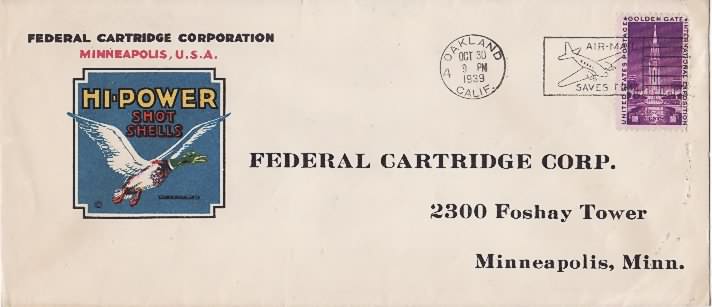 FEDERAL CARTRIDGE CORPORATION
MINNEAPOLIS, U.S.A.
HI-POWER
SHOT
SHELLS
©
OAKLAND
OCT 30
PM
1939
CALIF.
AIR-MAIL
SAVES
GOLDEN GATE
INTERNATIONAL EXPOSITION
UNITED STATES POSTAGE
FEDERAL CARTRIDGE CORP.
2300 Foshay Tower
Minneapolis, Minn.